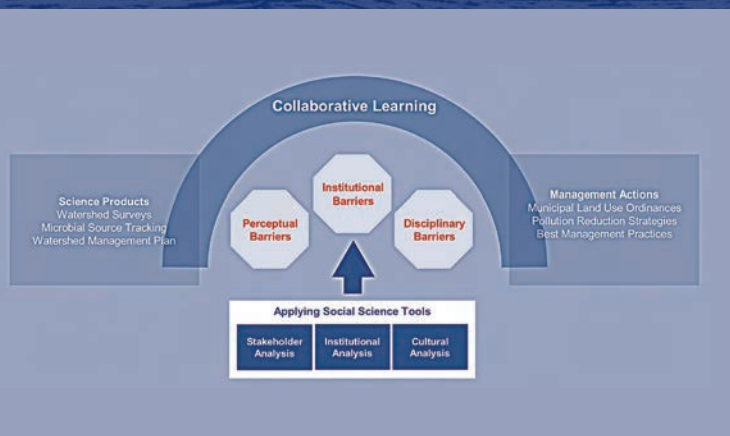 Collaborative Learning
Science Products
Watershed Surveys
Microbial Source Tracking
Watershed Management Plan
Perceptual
Barriers
Institutional
Barriers
Disciplinary
Barriers
Management Actions
Municipal Land Use Ordinances
Pollution Reduction Strategies
Best Management Practices
Applying Social Science Tools
Stakeholder
Analysis
Institutional
Analysis
Cultural
Analysis